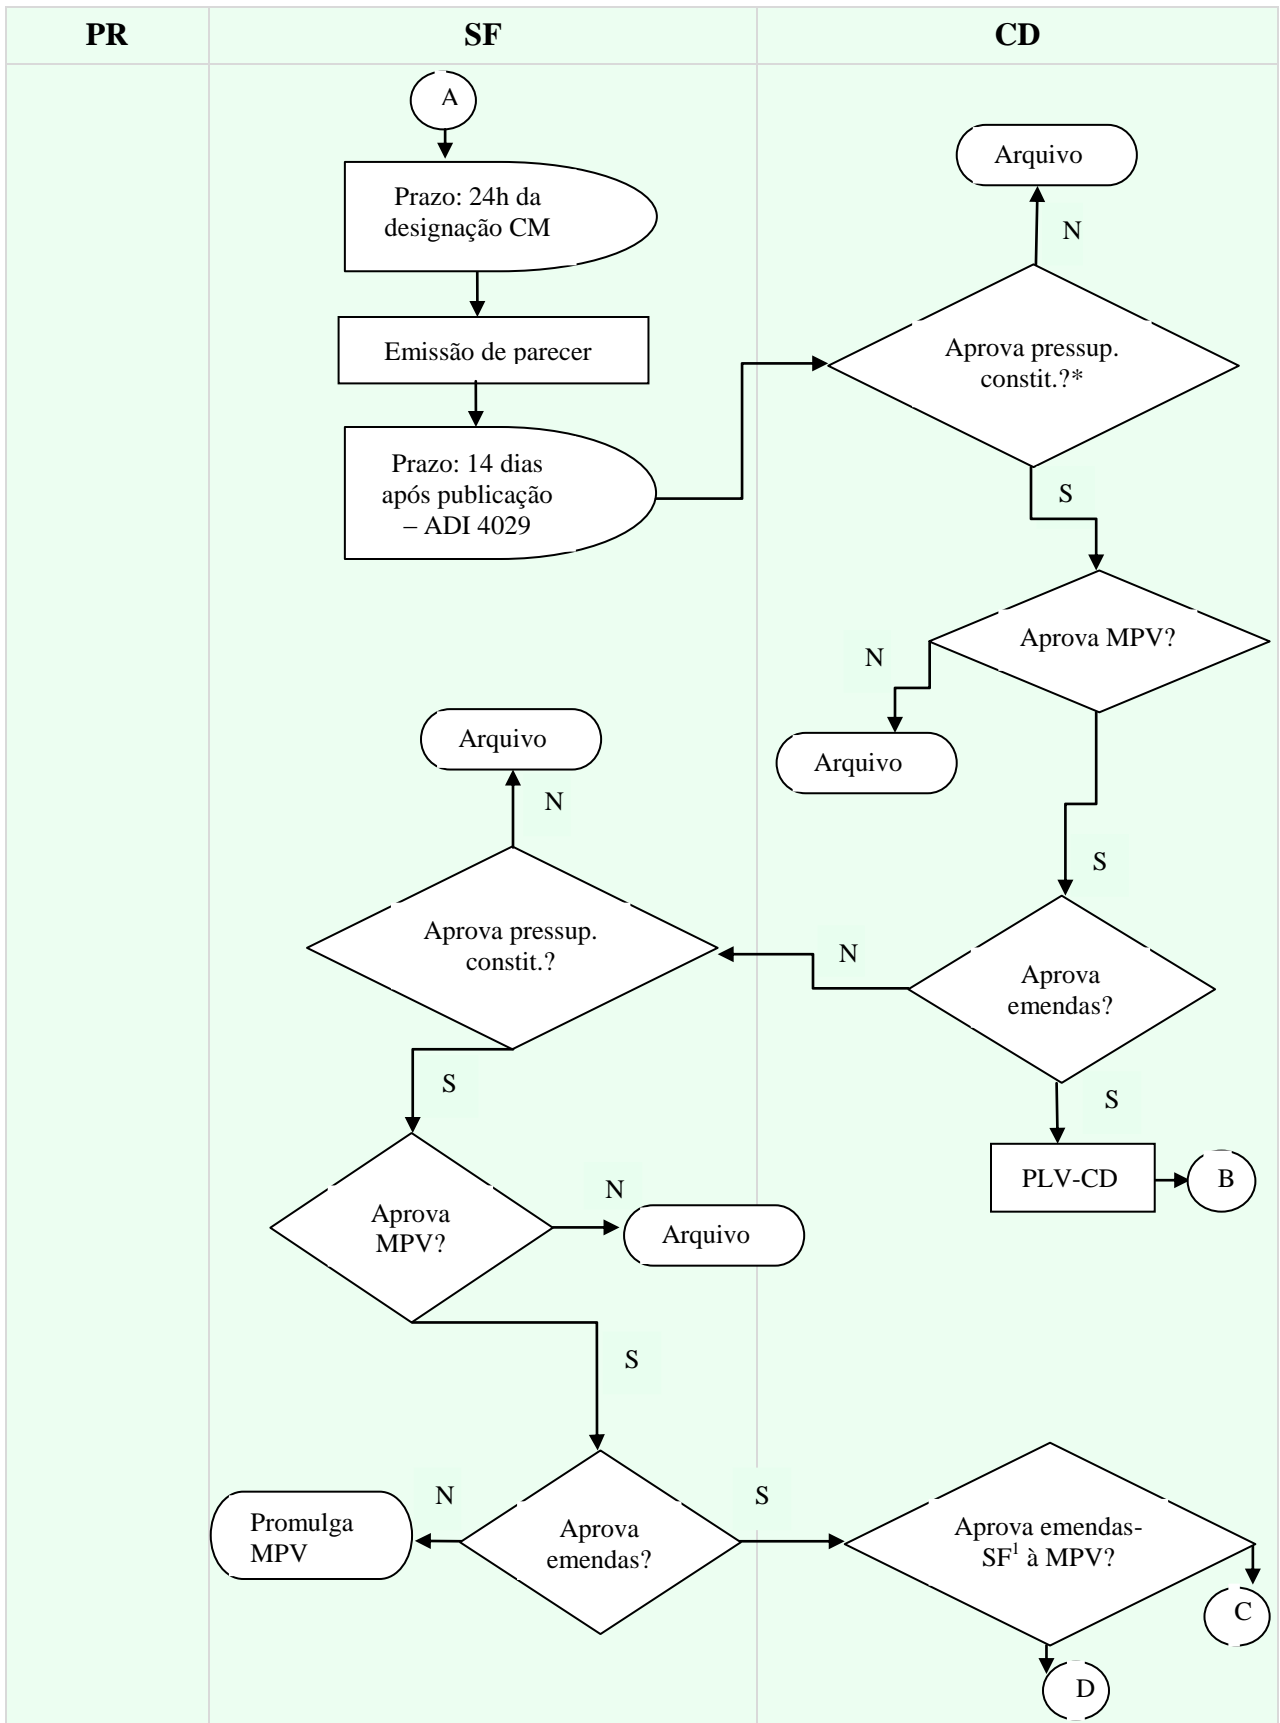 PR
SF
CD
A
Prazo: 24h da
designação CM
Emissão de parecer
Prazo: 14 dias
após publicação
– ADI 4029
Arquivo
N
Aprova pressup.
constit.?*
S
Aprova MPV?
N
Arquivo
S
Aprova
emendas?
N
S
PLV-CD
B
Arquivo
N
Aprova pressup.
constit.?
S
Aprova
MPV?
N
Arquivo
S
Aprova
emendas?
N
Promulga
MPV
S
Aprova emendas-
SF¹ à MPV?
C
D